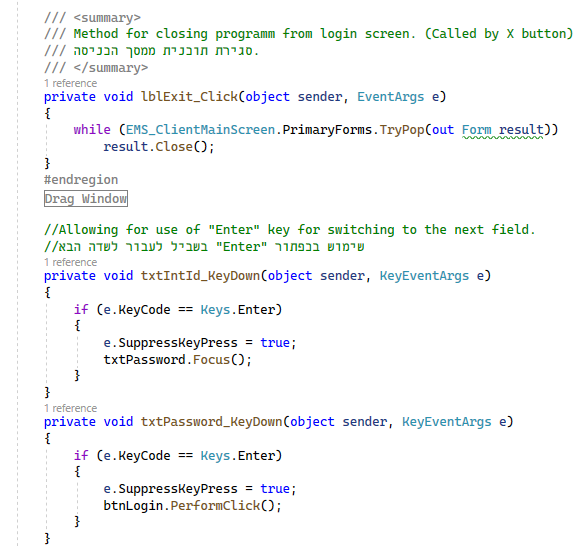 /// <summary>
/// Method for closing programm from login screen. (Called by X button)
/// סגירת תוכנית ממסך הכניסה.
/// </summary>
1 reference
private void lblExit_Click(object sender, EventArgs e)
{
while (EMS_ClientMainScreen.PrimaryForms.TryPop(out Form result))
result.Close();
}
#endregion
Drag Window
//Allowing for use of "Enter" key for switching to the next field.
//שימוש בכפתור "Enter" בשביל לעבור לשדה הבא
1 reference
private void txtIntId_KeyDown(object sender, KeyEventArgs e)
{
if (e.KeyCode == Keys.Enter)
{
e.SuppressKeyPress = true;
txtPassword.Focus();
}
}
1 reference
private void txtPassword_KeyDown(object sender, KeyEventArgs e)
{
if (e.KeyCode == Keys.Enter)
{
e.SuppressKeyPress = true;
btnLogin.PerformClick();
}
}